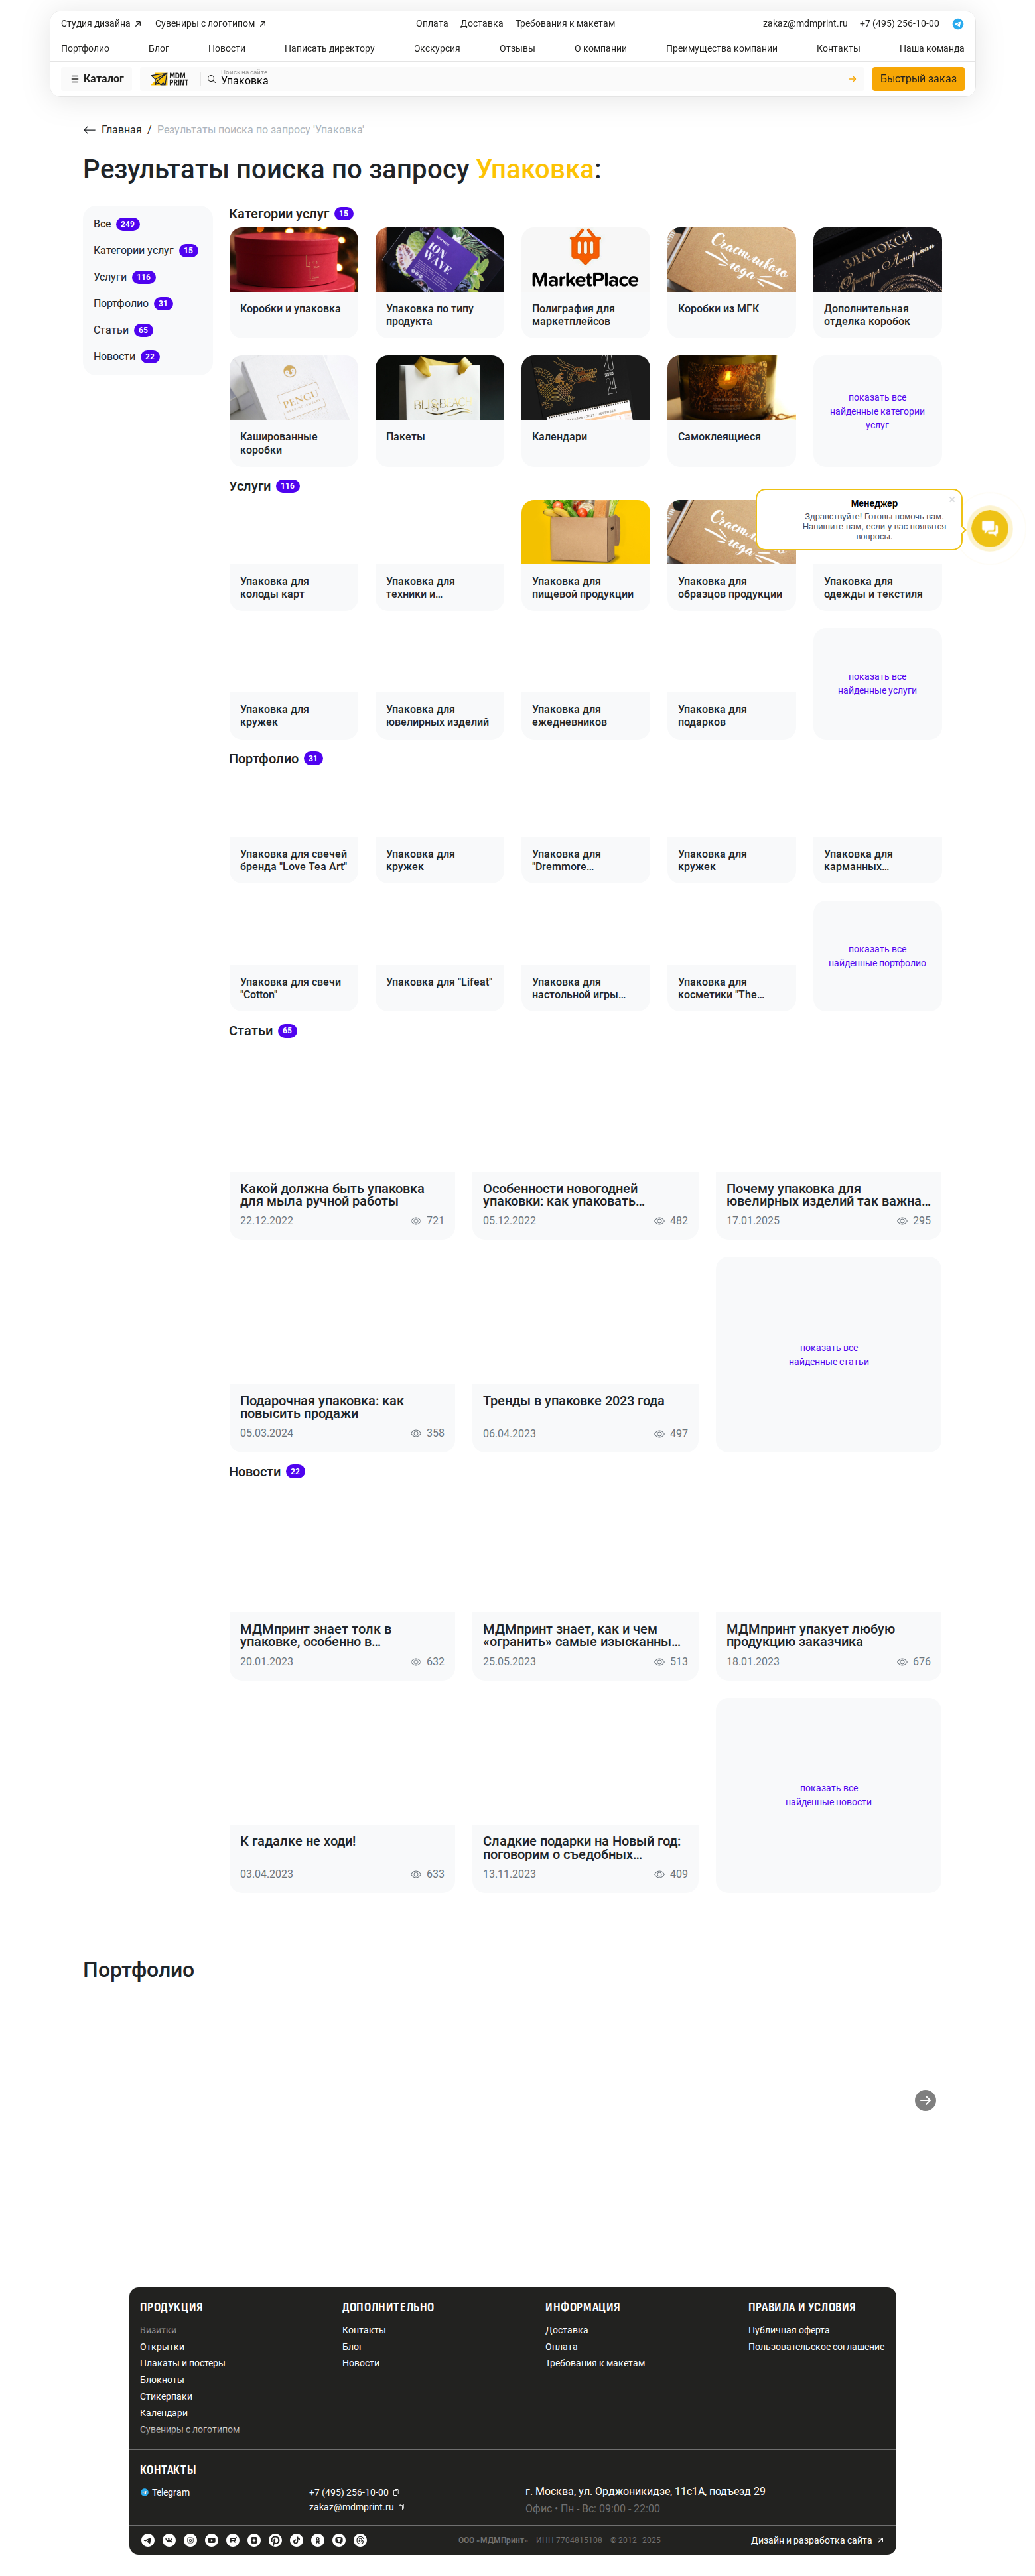 Студия дизайна
Сувениры с логотипом
Оплата
Доставка
Требования к макетам
zakaz@mdmprint.ru
+7 (495) 256-10-00
Портфолио
Блог
Новости
Написать директору
Экскурсия
Отзывы
О компании
Преимущества компании
Контакты
Наша команда
Каталог
MDM
PRINT
Поиск на сайте
Упаковка
Быстрый заказ
Главная / Результаты поиска по запросу 'Упаковка'
Результаты поиска по запросу Упаковка:
Все 249
Категории услуг 15
Услуги 116
Портфолио 31
Статьи 65
Новости 22
Категории услуг 15
ION
WAVE
MarketPlace
Счастливого
года
ЗЛАТОКСИ
Оракул Ленорман
Коробки и упаковка
Упаковка по типу
продукта
Полиграфия для
маркетплейсов
Коробки из МГК
Дополнительная
отделка коробок
PENGU
2024
Кашированные
коробки
Пакеты
Календари
Самоклеящиеся
показать все
найденные категории
услуг
Услуги 116
Счастливого
года
Менеджер
Здравствуйте! Готовы помочь вам.
Напишите нам, если у вас появятся
вопросы.
Упаковка для
колоды карт
Упаковка для
техники и...
Упаковка для
пищевой продукции
Упаковка для
образцов продукции
Упаковка для
одежды и текстиля
Упаковка для
кружек
Упаковка для
ювелирных изделий
Упаковка для
ежедневников
Упаковка для
подарков
показать все
найденные услуги
Портфолио 31
Упаковка для свечей
бренда "Love Tea Art"
Упаковка для
кружек
Упаковка для
"Dremmore...
Упаковка для
кружек
Упаковка для
карманных...
Упаковка для свечи
"Cotton"
Упаковка для "Lifeat"
Упаковка для
настольной игры...
Упаковка для
косметики "The...
показать все
найденные портфолио
Статьи 65
Какой должна быть упаковка
для мыла ручной работы
22.12.2022
721
Особенности новогодней
упаковки: как упаковать...
05.12.2022
482
Почему упаковка для
ювелирных изделий так важна...
17.01.2025
295
Подарочная упаковка: как
повысить продажи
05.03.2024
358
Тренды в упаковке 2023 года
06.04.2023
497
показать все
найденные статьи
Новости 22
МДМпринт знает толк в
упаковке, особенно в...
20.01.2023
632
МДМпринт знает, как и чем
«огранить» самые изысканны...
25.05.2023
513
МДМпринт упакует любую
продукцию заказчика
18.01.2023
676
К гадалке не ходи!
03.04.2023
633
Сладкие подарки на Новый год:
поговорим о съедобных...
13.11.2023
409
показать все
найденные новости
Портфолио
ПРОДУКЦИЯ
Визитки
Открытки
Плакаты и постеры
Блокноты
Стикерпаки
Календари
Сувениры с логотипом
ДОПОЛНИТЕЛЬНО
Контакты
Блог
Новости
ИНФОРМАЦИЯ
Доставка
Оплата
Требования к макетам
ПРАВИЛА И УСЛОВИЯ
Публичная оферта
Пользовательское соглашение
КОНТАКТЫ
Telegram
+7 (495) 256-10-00
zakaz@mdmprint.ru
г. Москва, ул. Орджоникидзе, 11с1А, подъезд 29
Офис • Пн - Вс: 09:00 - 22:00
ООО «МДМПринт»
ИНН 7704815108
© 2012–2025
Дизайн и разработка сайта